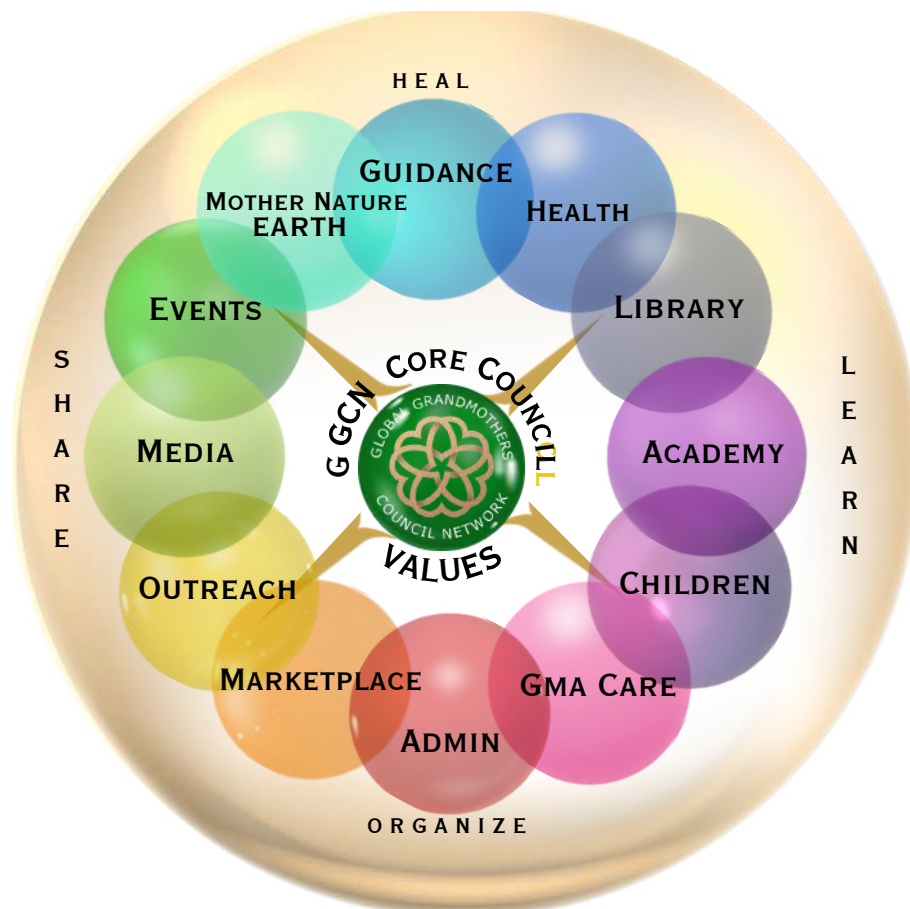 HEAL
GUIDANCE
MOTHER NATURE
EARTH
HEALTH
EVENTS
LIBRARY
SHARE
LEARN
G GCN CORE COUNCIL
GLOBAL GRANDMOTHERS
COUNCIL NETWORK
VALUES
MEDIA
ACADEMY
OUTREACH
CHILDREN
MARKETPLACE
GMA CARE
ADMIN
ORGANIZE